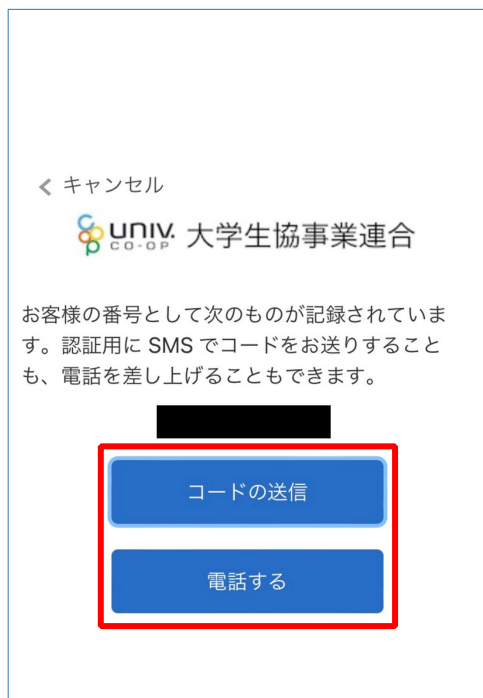 キャンセル
univ. 大学生協事業連合
CO-OP
お客様の番号として次のものが記録されていま
す。認証用に SMS でコードをお送りすること
も、電話を差し上げることもできます。
コードの送信
電話する